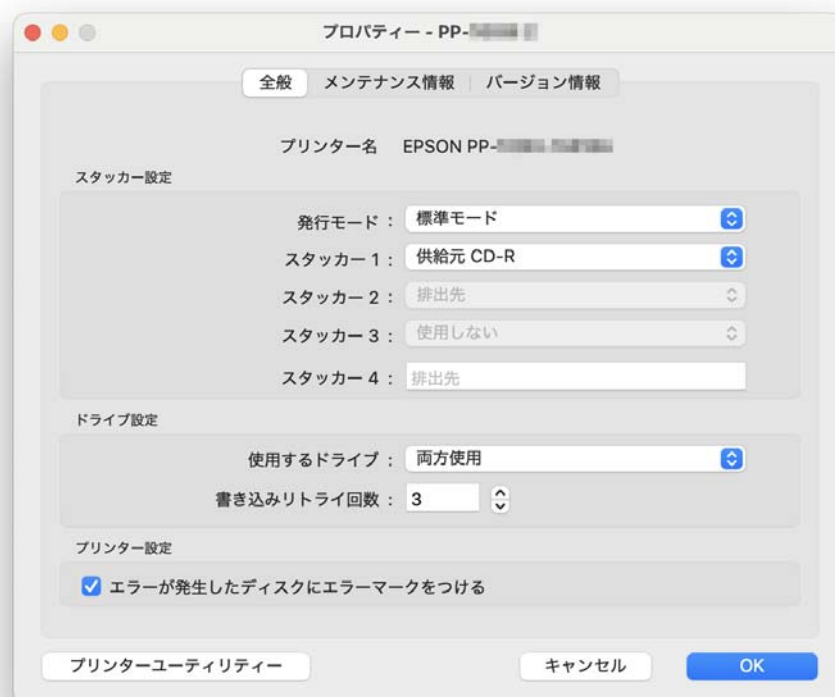 プロパティー - PP-
全般 メンテナンス情報 バージョン情報
プリンター名 EPSON PP-
スタッカー設定
発行モード : 標準モード
スタッカー 1 : 供給元 CD-R
スタッカー 2 : 排出先
スタッカー 3 : 使用しない
スタッカー 4 : 排出先
ドライブ設定
使用するドライブ : 両方使用
書き込みリトライ回数 : 3
プリンター設定
エラーが発生したディスクにエラーマークをつける
プリンターユーティリティー キャンセル OK